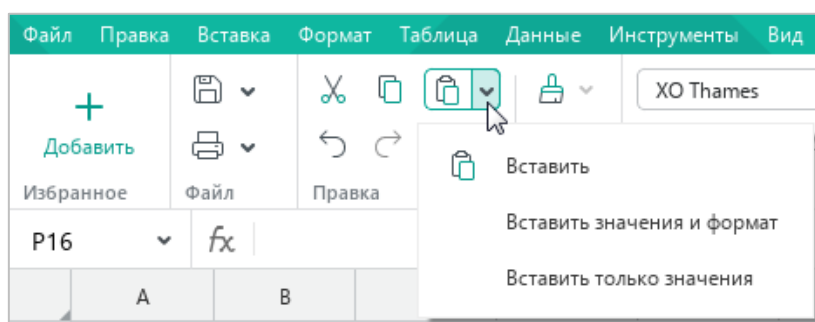 Файл Правка Вставка Формат Таблица Данные Инструменты Вид
XO Thames
Добавить
Избранное Файл Правка
Вставить
Вставить значения и формат
Вставить только значения
P16 fx
A B